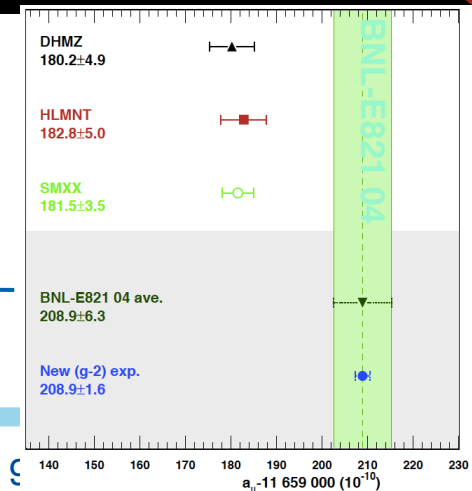 DHMZ
180.2±4.9
HLMNT
182.8±5.0
SMXX
181.5±3.5
BNL-E821 04
BNL-E821 04 ave.
208.9±6.3
New (g-2) exp.
208.9±1.6
140 150 160 170 180 190 200 210 220 230
aμ-11 659 000 (10⁻¹⁰)